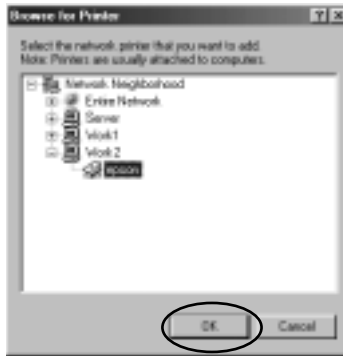 Browse for Printer
Select the network printer that you want to add.
Note: Printers are usually attached to computers.
Network Neighborhood
Entire Network
Server
Work1
Work2
epson
OK
Cancel